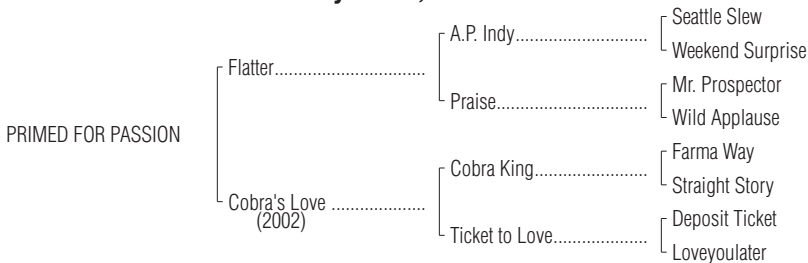 Seattle Slew
A.P. Indy................................
Weekend Surprise
Flatter....................................
Mr. Prospector
Praise.....................................
Wild Applause
PRIMED FOR PASSION
Farma Way
Cobra King............................
Straight Story
Cobra's Love .......................
(2002)
Deposit Ticket
Ticket to Love.......................
Loveyoulater